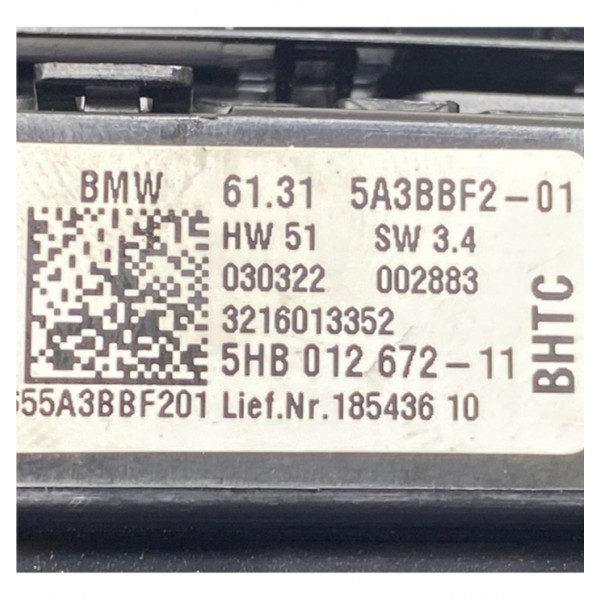 BMW 61.31 5A3BBF2-01
HW 51 SW 3.4
030322 002883
3216013352
5HB 012 672-11
55A3BBF201 Lief.Nr.185436 10
BHTC